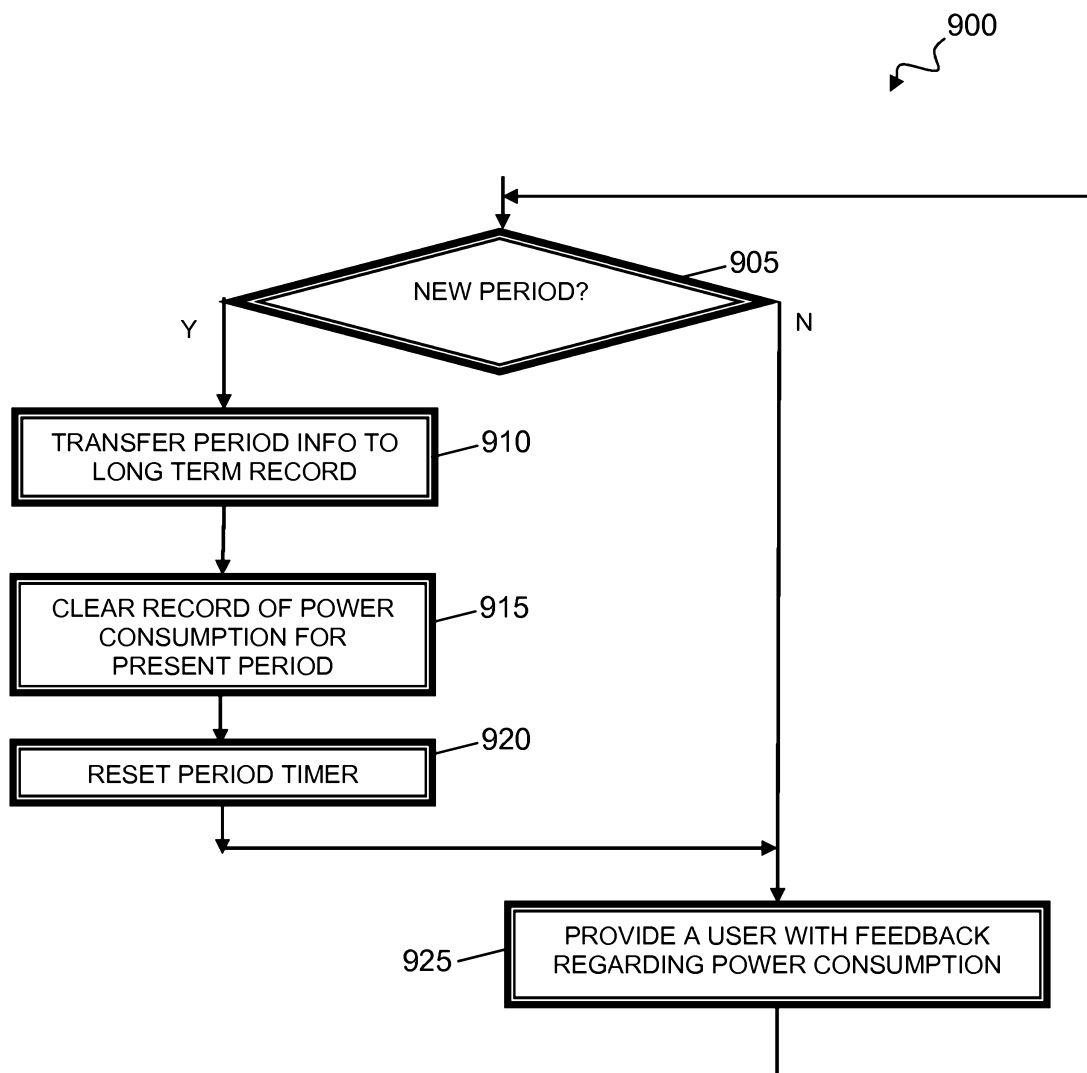 900
905
NEW PERIOD?
Y
N
TRANSFER PERIOD INFO TO
LONG TERM RECORD
910
CLEAR RECORD OF POWER
CONSUMPTION FOR
PRESENT PERIOD
915
920
RESET PERIOD TIMER
PROVIDE A USER WITH FEEDBACK
REGARDING POWER CONSUMPTION
925